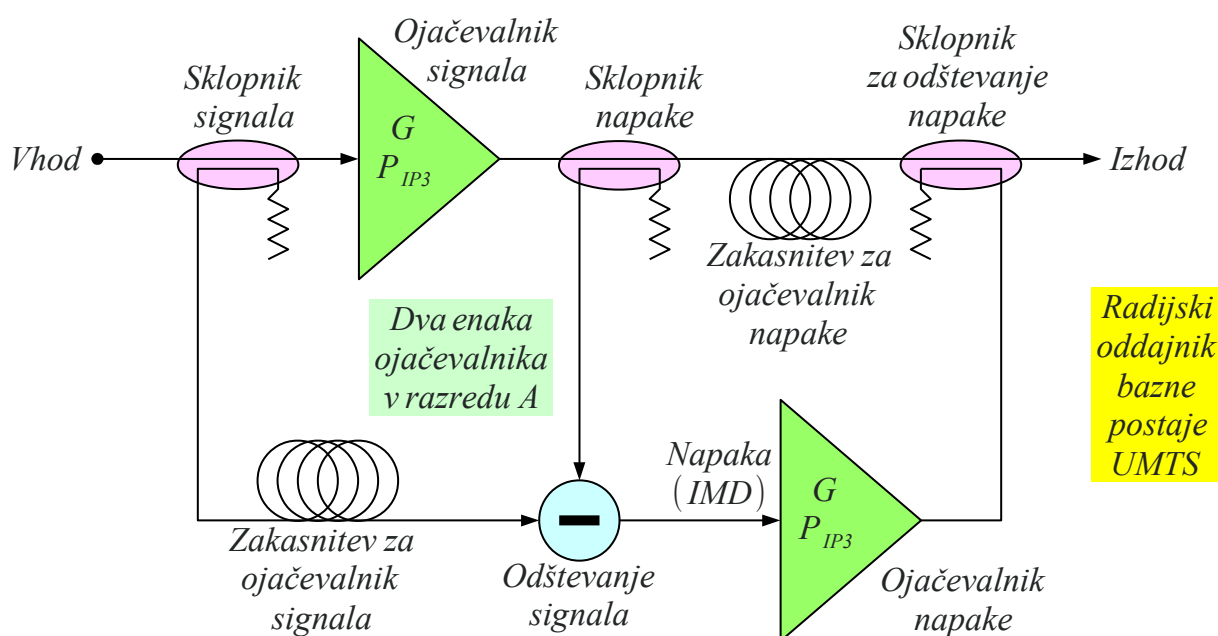 Ojačevalnik
signala
Sklopnik
signala
Sklopnik
napake
Sklopnik
za odštevanje
napake
Vhod
G
P_IP3
Izhod
Zakasnitev za
ojačevalnik
napake
Dva enaka
ojačevalnika
v razredu A
Radijski
oddajnik
bazne
postaje
UMTS
Napaka
(IMD)
G
P_IP3
Zakasnitev za
ojačevalnik
signala
Odštevanje
signala
Ojačevalnik
napake